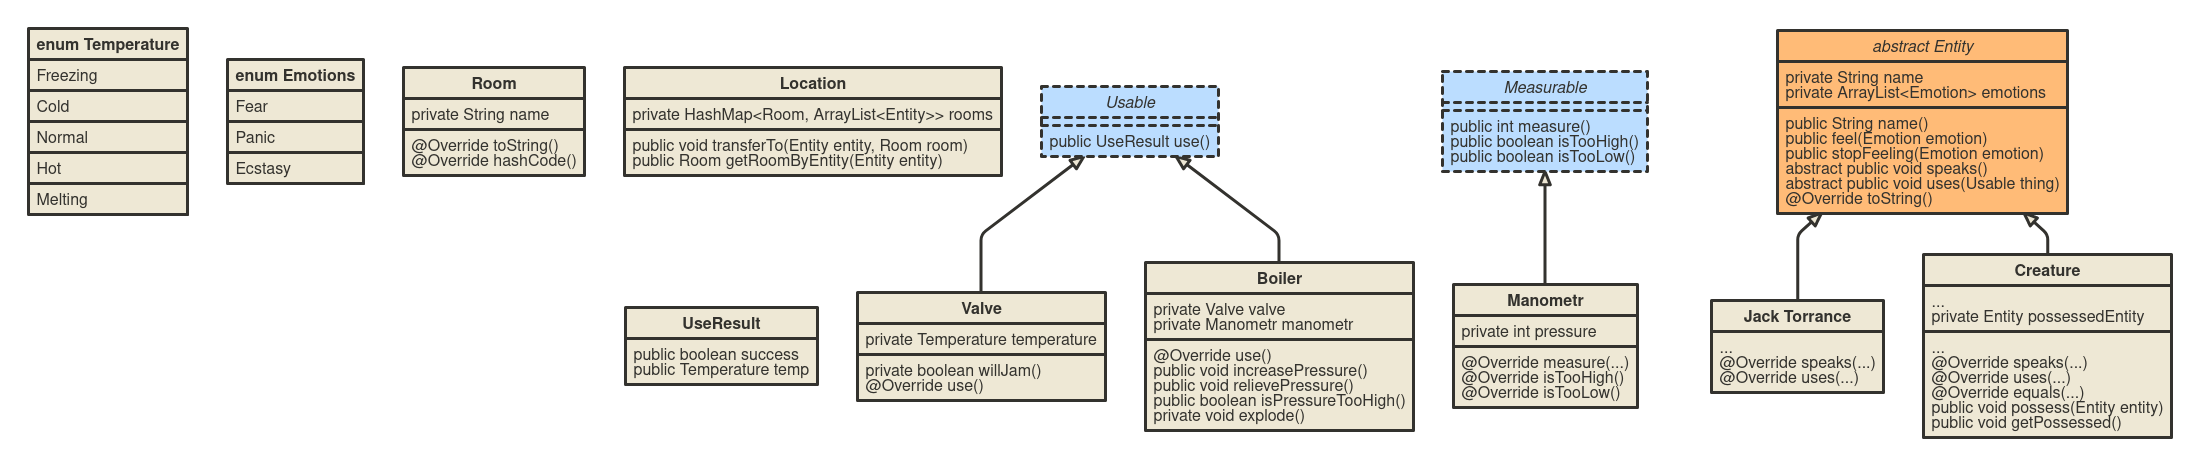 enum Temperature
Freezing
Cold
Normal
Hot
Melting
enum Emotions
Fear
Panic
Ecstasy
Room
private String name
@Override toString()
@Override hashCode()
Location
private HashMap<Room, ArrayList<Entity>> rooms
public void transferTo(Entity entity, Room room)
public Room getRoomByEntity(Entity entity)
Usable
public UseResult use()
Measurable
public int measure()
public boolean isTooHigh()
public boolean isTooLow()
abstract Entity
private String name
private ArrayList<Emotion> emotions
public String name()
public feel(Emotion emotion)
public stopFeeling(Emotion emotion)
abstract public void speaks()
abstract public void uses(Usable thing)
@Override toString()
UseResult
public boolean success
public Temperature temp
Valve
private Temperature temperature
private boolean willJam()
@Override use()
Boiler
private Valve valve
private Manometr manometr
@Override use()
public void increasePressure()
public void relievePressure()
public boolean isPressureTooHigh()
private void explode()
Manometr
private int pressure
@Override measure(...)
@Override isTooHigh()
@Override isTooLow()
Jack Torrance
...
@Override speaks(...)
@Override uses(...)
Creature
...
private Entity possessedEntity
...
@Override speaks(...)
@Override uses(...)
@Override equals(...)
public void possess(Entity entity)
public void getPossessed()